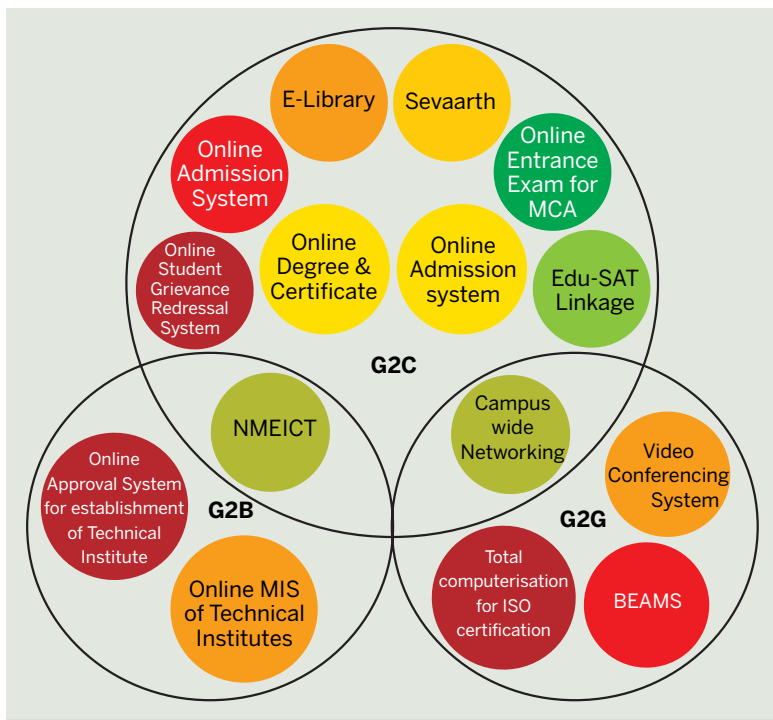 E-Library
Sevaarth
Online
Admission
System
Online
Entrance
Exam for
MCA
Online
Student
Grievance
Redressal
System
Online
Degree &
Certificate
Online
Admission
system
Edu-SAT
Linkage
G2C
NMEICT
Campus
wide
Networking
Online
Approval System
for establishment
of Technical
Institute
G2B
Online MIS
of Technical
Institutes
Video
Conferencing
System
G2G
Total
computerisation
for ISO
certification
BEAMS